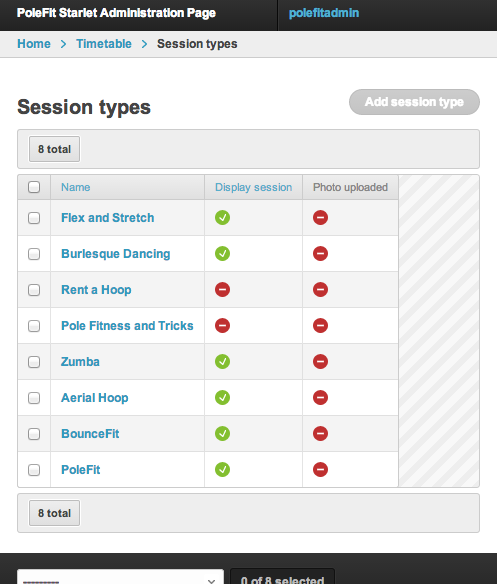 PoleFit Starlet Administration Page polefitadmin
Home > Timetable > Session types
Session types Add session type
8 total
Name Display session Photo uploaded
Flex and Stretch
Burlesque Dancing
Rent a Hoop
Pole Fitness and Tricks
Zumba
Aerial Hoop
BounceFit
PoleFit
8 total
--------- 0 of 8 selected